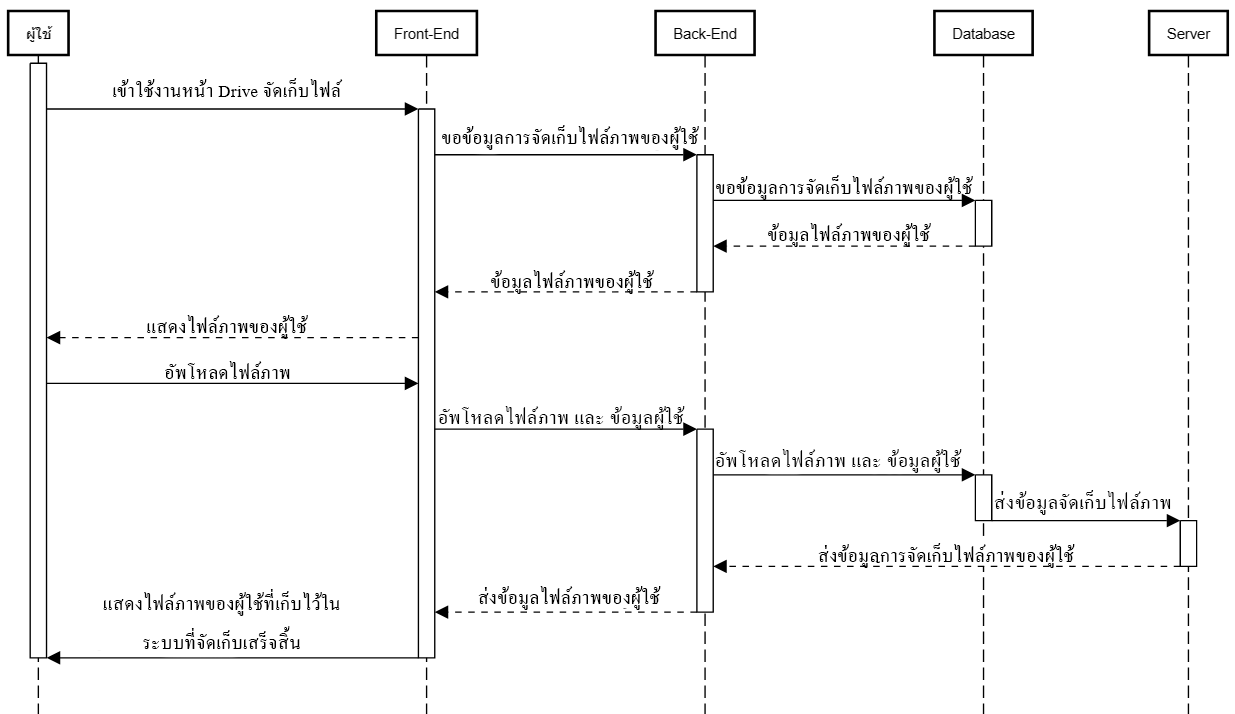 ผู้ใช้
Front-End
Back-End
Database
Server
เข้าใช้งานหน้า Drive จัดเก็บไฟล์
ขอข้อมูลการจัดเก็บไฟล์ภาพของผู้ใช้
ขอข้อมูลการจัดเก็บไฟล์ภาพของผู้ใช้
ข้อมูลไฟล์ภาพของผู้ใช้
ข้อมูลไฟล์ภาพของผู้ใช้
แสดงไฟล์ภาพของผู้ใช้
อัพโหลดไฟล์ภาพ
อัพโหลดไฟล์ภาพ และ ข้อมูลผู้ใช้
อัพโหลดไฟล์ภาพ และ ข้อมูลผู้ใช้
ส่งข้อมูลจัดเก็บไฟล์ภาพ
ส่งข้อมูลการจัดเก็บไฟล์ภาพของผู้ใช้
ส่งข้อมูลไฟล์ภาพของผู้ใช้
แสดงไฟล์ภาพของผู้ใช้ที่เก็บไว้ใน
ระบบที่จัดเก็บเสร็จสิ้น